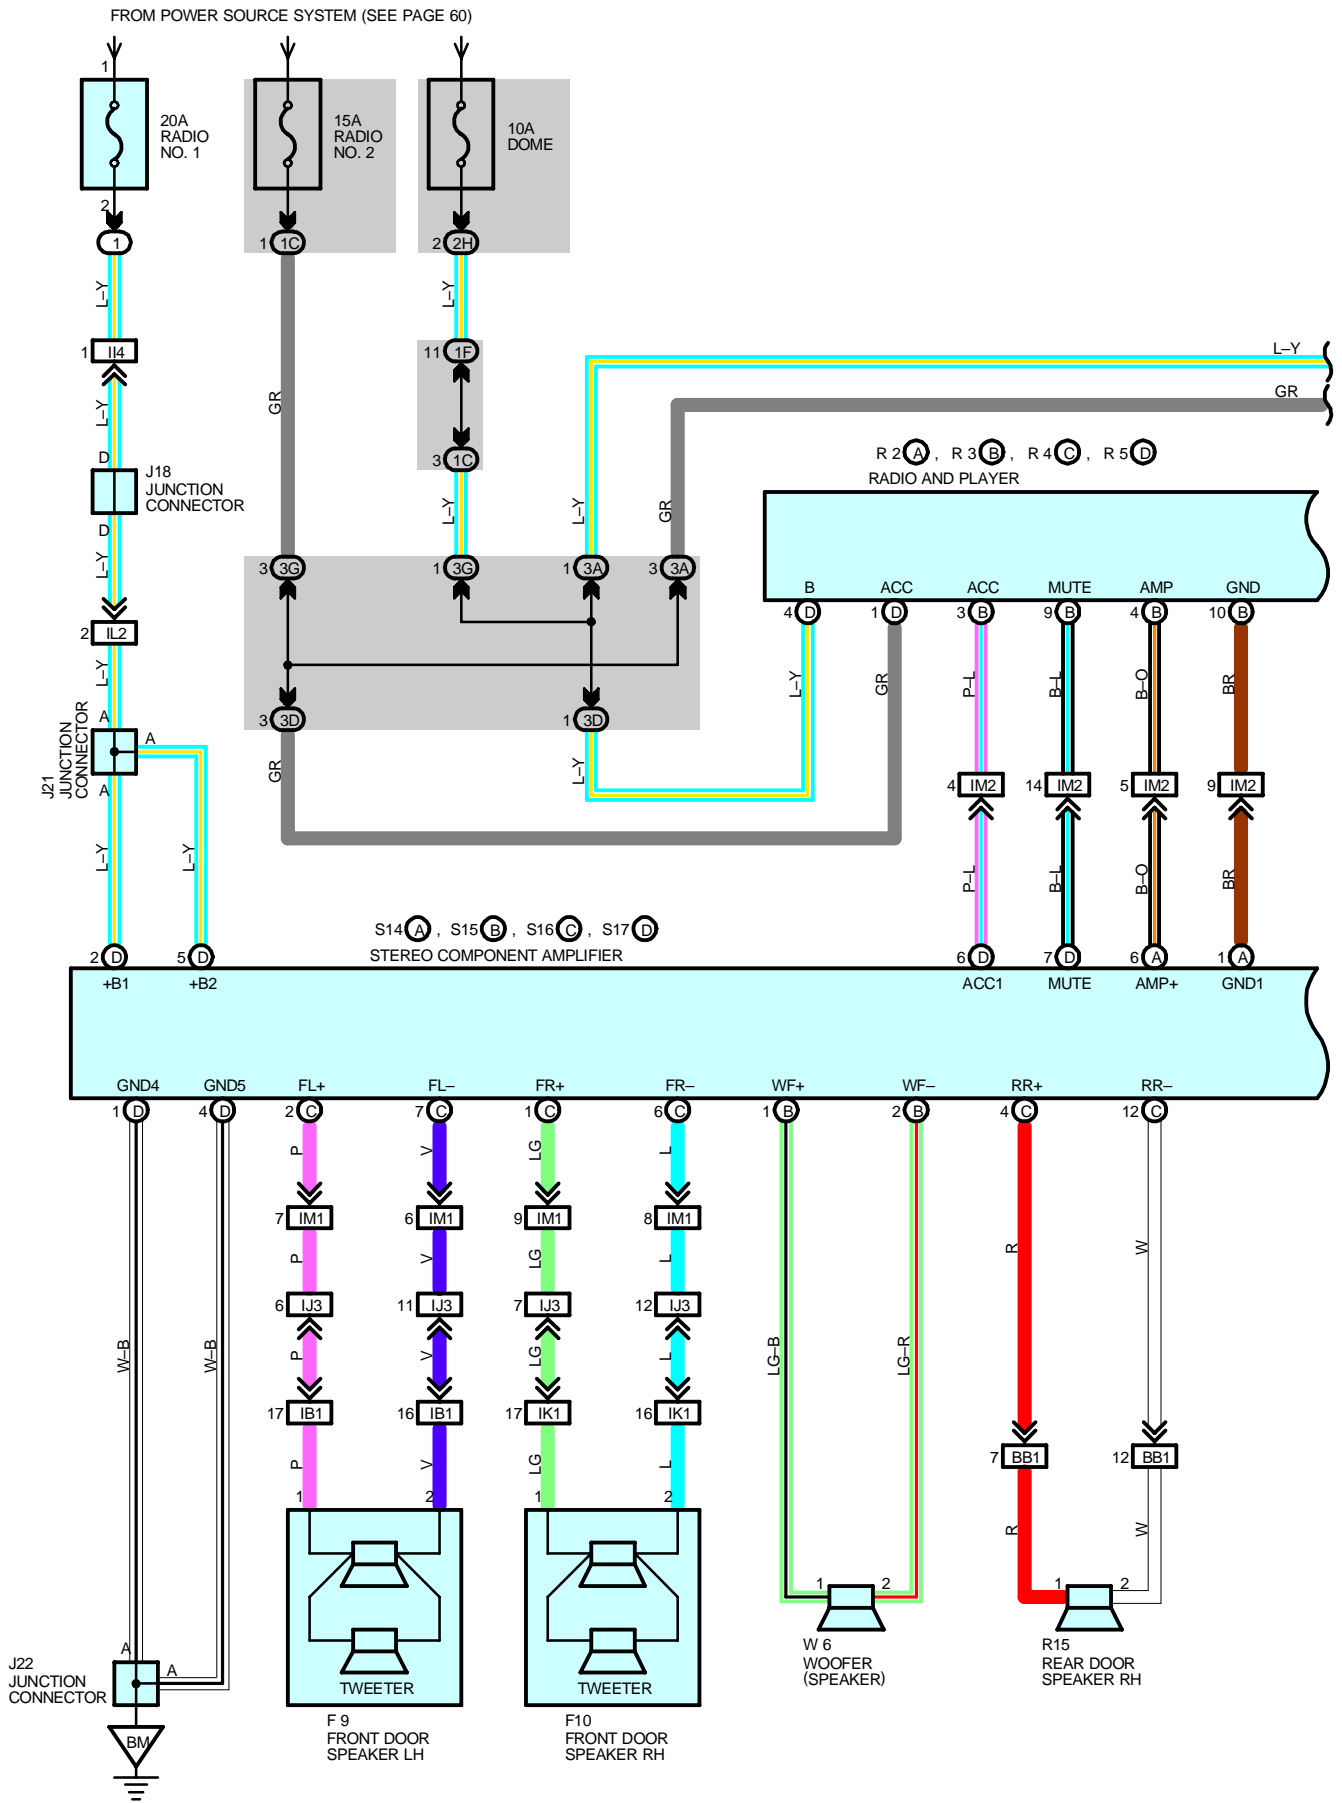 FROM POWER SOURCE SYSTEM (SEE PAGE 60)
1
20A
RADIO
NO. 1
15A
RADIO
NO. 2
10A
DOME
2
1
1 1C
2 2H
L–Y
L–Y
1 II4
11 1F
L–Y
GR
L–Y
GR
D
J18
JUNCTION
CONNECTOR
3 1C
R 2 A , R 3 B , R 4 C , R 5 D
RADIO AND PLAYER
D
L–Y
L–Y
L–Y
GR
3 3G
1 3G
1 3A
3 3A
B ACC ACC MUTE AMP GND
4 D 1 D 3 B 9 B 4 B 10 B
2 IL2
L–Y
L–Y
GR
P–L
B–L
B–O
BR
A
3 3D
1 3D
J21
JUNCTION
CONNECTOR
A
A
GR
L–Y
4 IM2
14 IM2
5 IM2
9 IM2
L–Y
L–Y
P–L
B–L
B–O
BR
S14 A , S15 B , S16 C , S17 D
STEREO COMPONENT AMPLIFIER
2 D 5 D 6 D 7 D 6 A 1 A
+B1 +B2 ACC1 MUTE AMP+ GND1
GND4 GND5 FL+ FL– FR+ FR– WF+ WF– RR+ RR–
1 D 4 D 2 C 7 C 1 C 6 C 1 B 2 B 4 C 12 C
P
V
LG
L
7 IM1
6 IM1
9 IM1
8 IM1
P
V
LG
L
R
W
6 IJ3
11 IJ3
7 IJ3
12 IJ3
W–B
W–B
P
V
LG
L
LG–B
LG–R
17 IB1
16 IB1
17 IK1
16 IK1
P
V
LG
L
7 BB1
12 BB1
1 2 1 2
R
W
1 2
1 2
W 6
WOOFER
(SPEAKER)
R15
REAR DOOR
SPEAKER RH
A
A
J22
JUNCTION
CONNECTOR
TWEETER
TWEETER
BM
F 9
FRONT DOOR
SPEAKER LH
F10
FRONT DOOR
SPEAKER RH